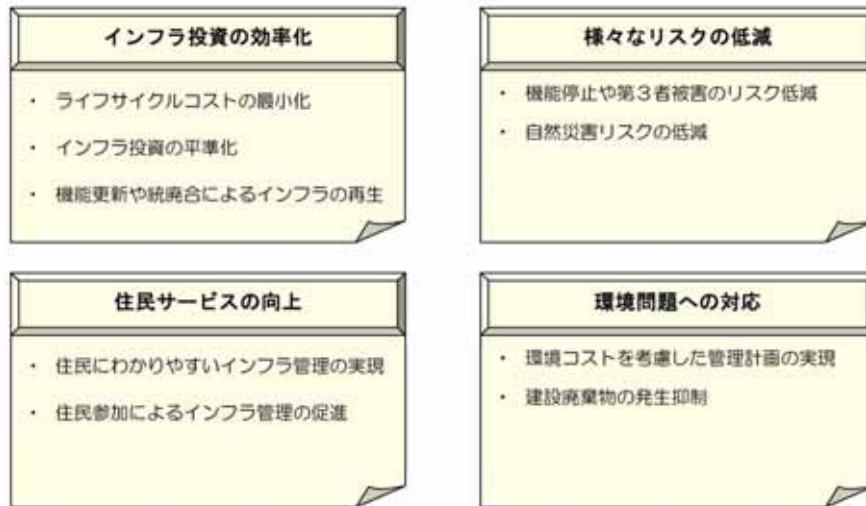 インフラ投資の効率化
・ ライフサイクルコストの最小化
・ インフラ投資の平準化
・ 機能更新や統廃合によるインフラの再生
様々なリスクの低減
・ 機能停止や第３者被害のリスク低減
・ 自然災害リスクの低減
住民サービスの向上
・ 住民にわかりやすいインフラ管理の実現
・ 住民参加によるインフラ管理の促進
環境問題への対応
・ 環境コストを考慮した管理計画の実現
・ 建設廃棄物の発生抑制